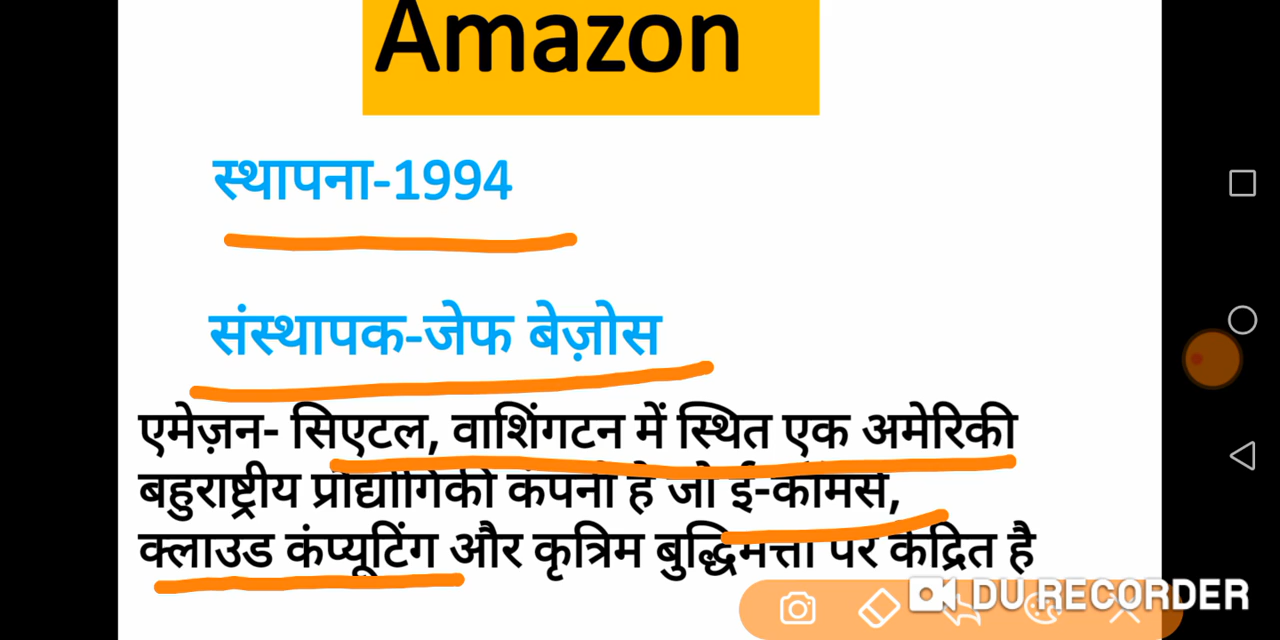 Amazon
स्थापना-1994
संस्थापक-जेफ बेज़ोस
एमेज़न- सिएटल, वाशिंगटन में स्थित एक अमेरिकी
बहुराष्ट्रीय प्रौद्योगिकी कंपनी है जो ई-कॉमर्स,
क्लाउड कंप्यूटिंग और कृत्रिम बुद्धिमत्ता पर केंद्रित है
DU RECORDER